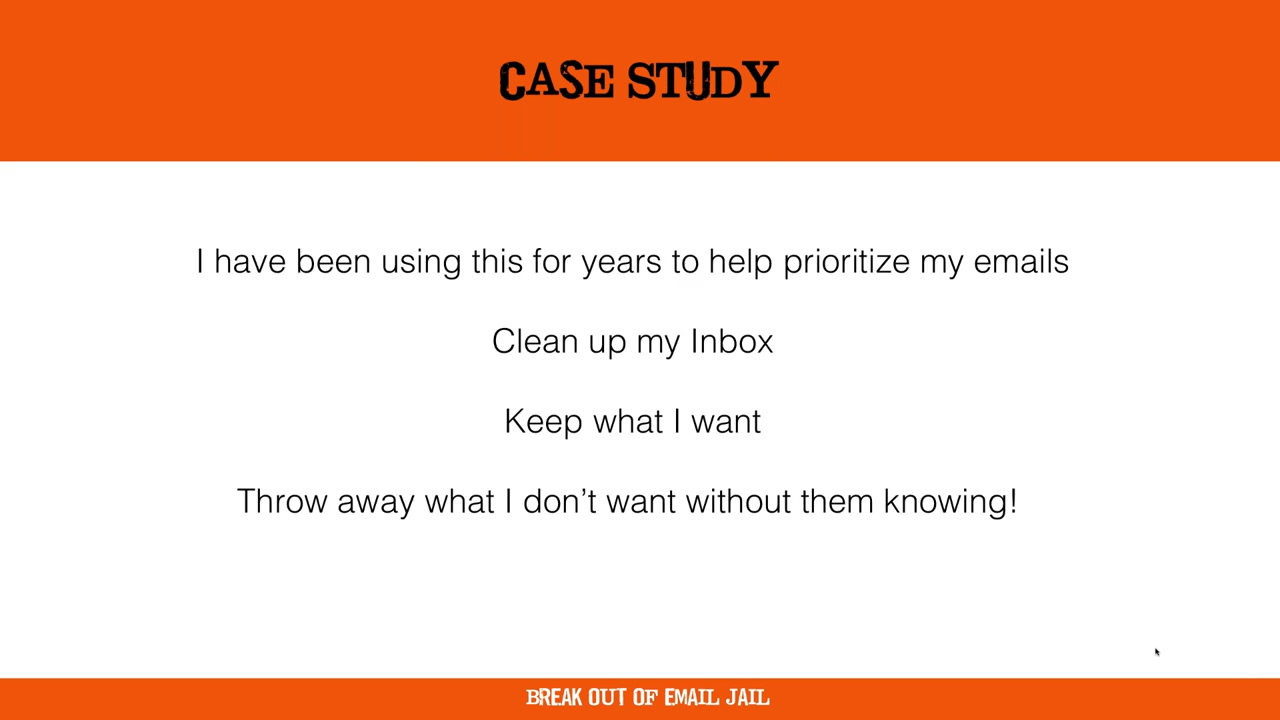 CASE STUDY
I have been using this for years to help prioritize my emails
Clean up my Inbox
Keep what I want
Throw away what I don’t want without them knowing!
BREAK OUT OF EMAIL JAIL